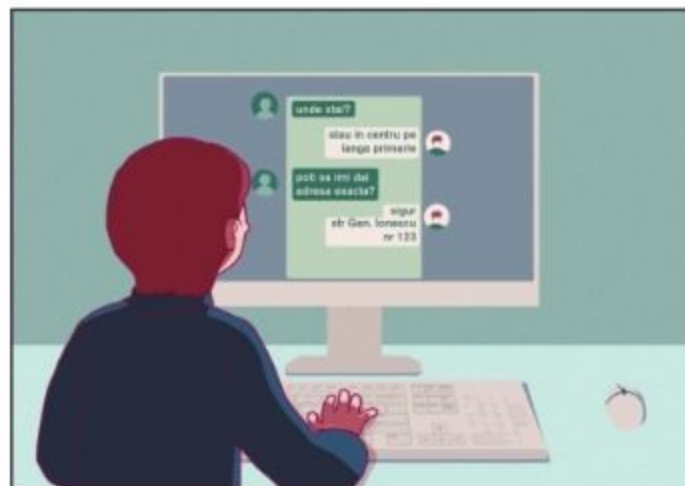 unde stai?
stau in centru pe
langa primarie
poti sa imi dai
adresa exacta?
sigur
str Gen. Ionescu
nr 123